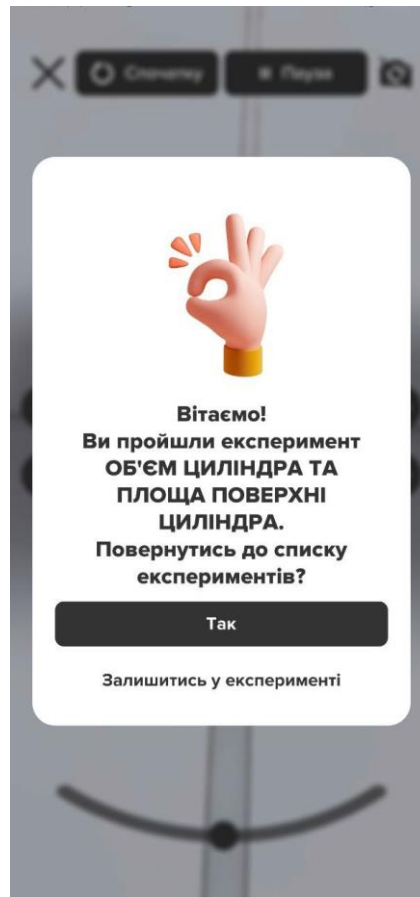 Спочатку
Пауза
Вітаємо!
Ви пройшли експеримент
ОБ'ЄМ ЦИЛІНДРА ТА
ПЛОЩА ПОВЕРХНІ
ЦИЛІНДРА.
Повернутись до списку
експериментів?
Так
Залишитись у експерименті